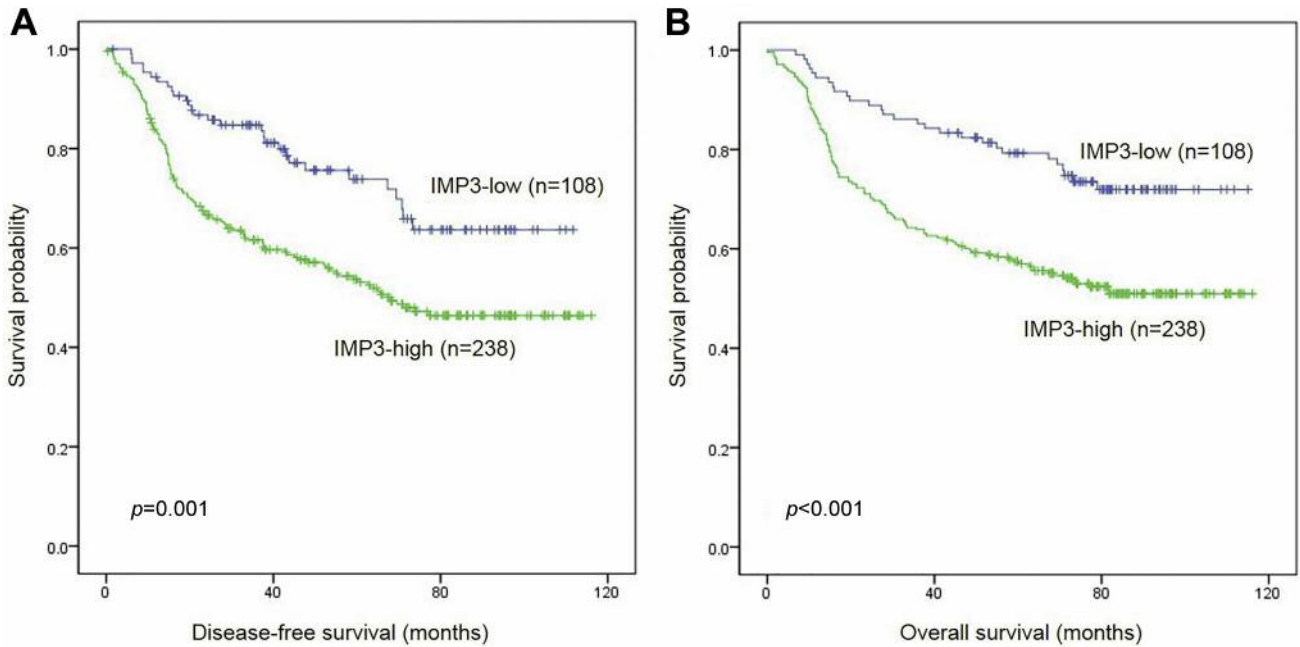 A
Survival probability
1.0
0.8
0.6
0.4
0.2
0.0
IMP3-low (n=108)
IMP3-high (n=238)
p=0.001
0 40 80 120
Disease-free survival (months)
B
Survival probability
1.0
0.8
0.6
0.4
0.2
0.0
IMP3-low (n=108)
IMP3-high (n=238)
p<0.001
0 40 80 120
Overall survival (months)